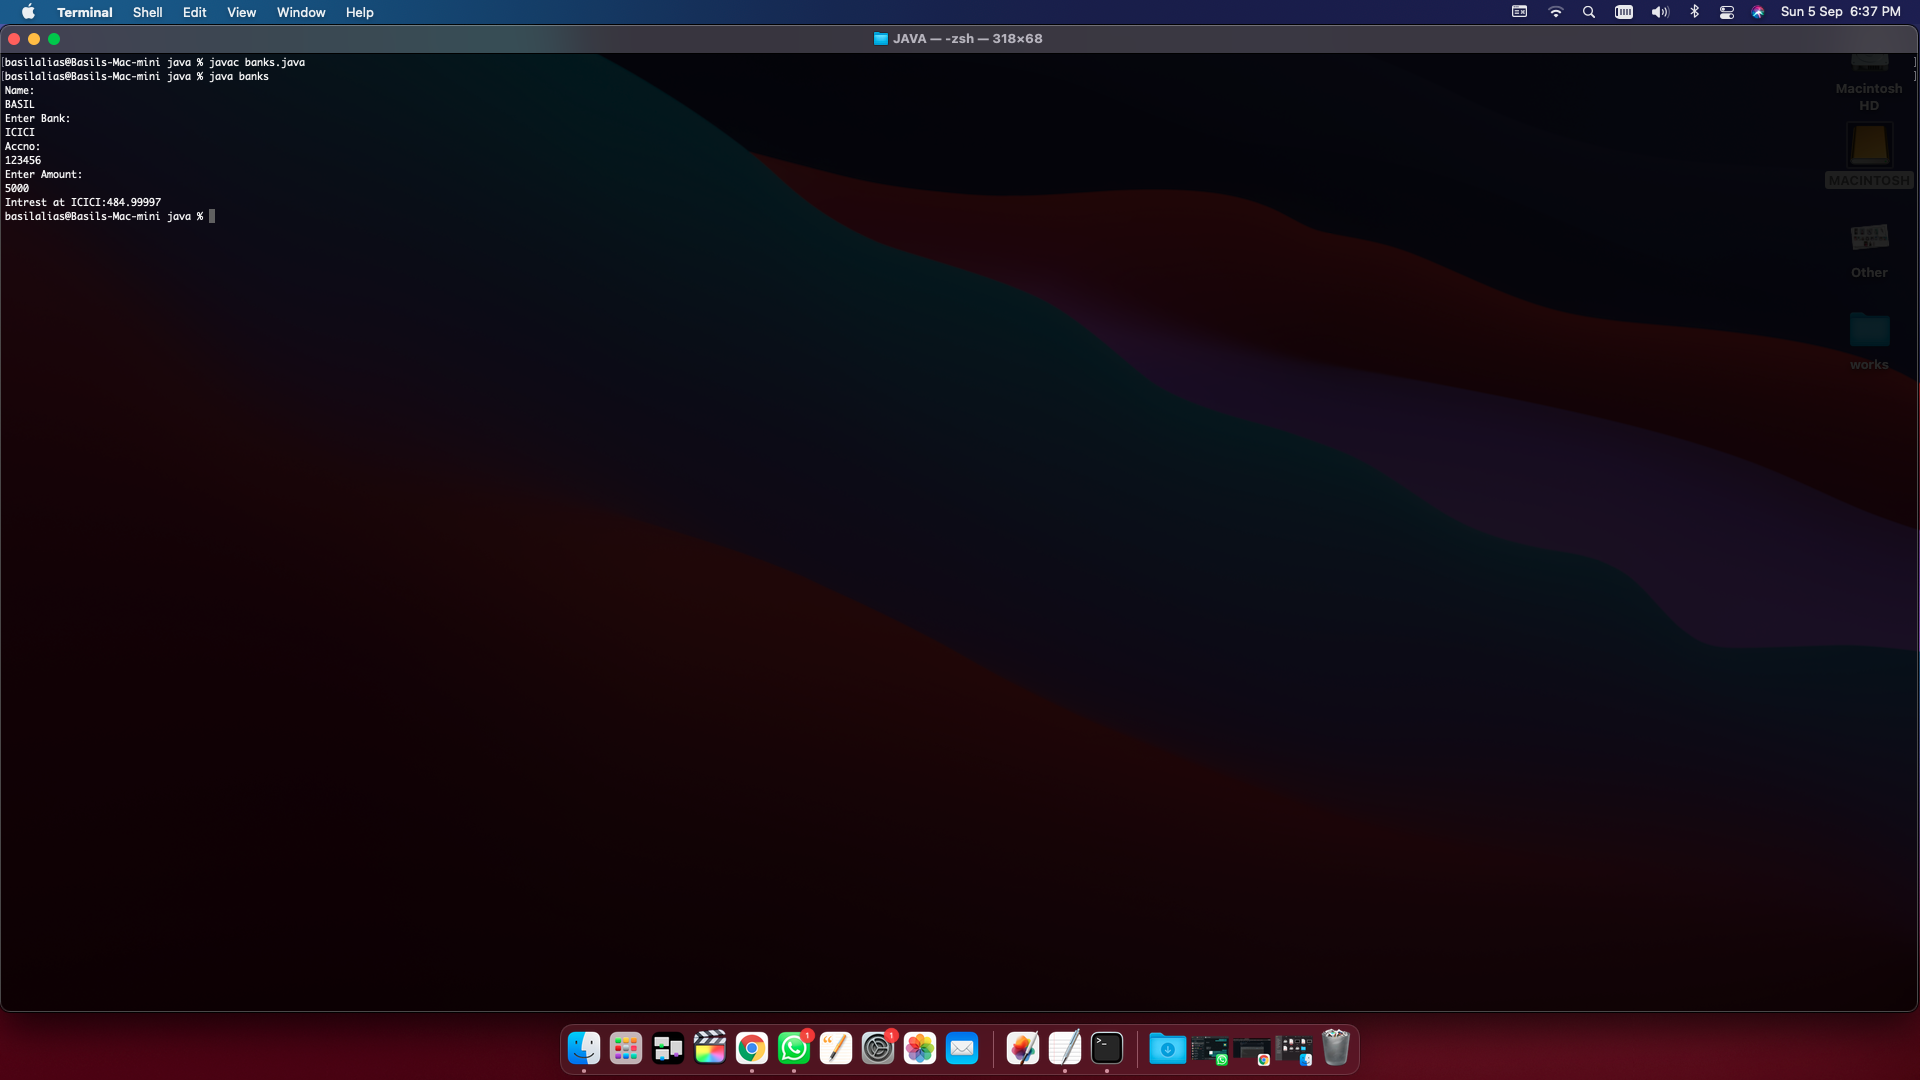 Terminal Shell Edit View Window Help Sun 5 Sep 6:37 PM
JAVA — -zsh — 318×68
[basilalias@Basils-Mac-mini java % javac banks.java ]
[basilalias@Basils-Mac-mini java % java banks ]
Name:
BASIL
Enter Bank:
ICICI
Accno:
123456
Enter Amount:
5000
Intrest at ICICI:484.99997
basilalias@Basils-Mac-mini java %
Macintosh
HD
MACINTOSH
Other
works
1
1